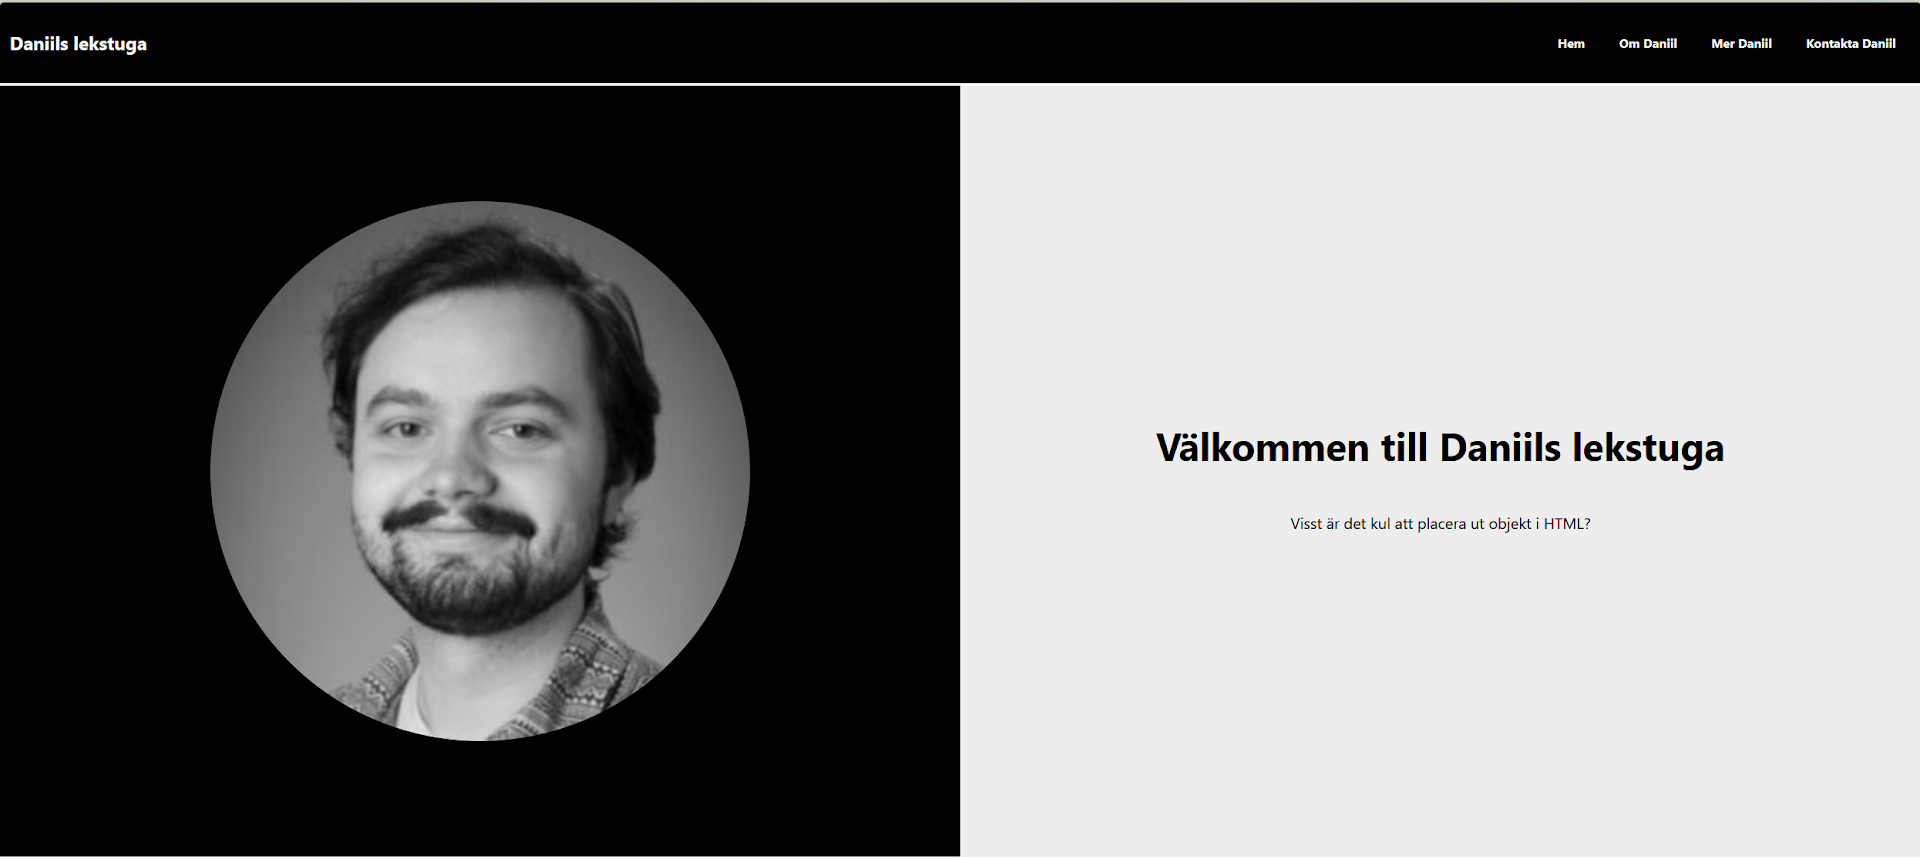 Daniils lekstuga
Hem Om Daniil Mer Daniil Kontakta Daniil
Välkommen till Daniils lekstuga
Visst är det kul att placera ut objekt i HTML?